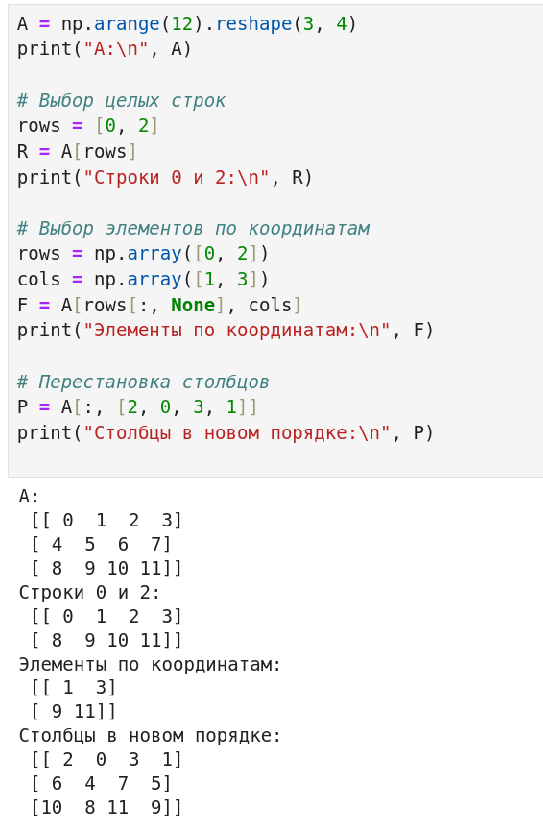 A = np.arange(12).reshape(3, 4)
print("A:\n", A)
# Выбор целых строк
rows = [0, 2]
R = A[rows]
print("Строки 0 и 2:\n", R)
# Выбор элементов по координатам
rows = np.array([0, 2])
cols = np.array([1, 3])
F = A[rows[:, None], cols]
print("Элементы по координатам:\n", F)
# Перестановка столбцов
P = A[:, [2, 0, 3, 1]]
print("Столбцы в новом порядке:\n", P)
A:
 [[ 0  1  2  3]
 [ 4  5  6  7]
 [ 8  9 10 11]]
Строки 0 и 2:
 [[ 0  1  2  3]
 [ 8  9 10 11]]
Элементы по координатам:
 [[ 1  3]
 [ 9 11]]
Столбцы в новом порядке:
 [[ 2  0  3  1]
 [ 6  4  7  5]
 [10  8 11  9]]